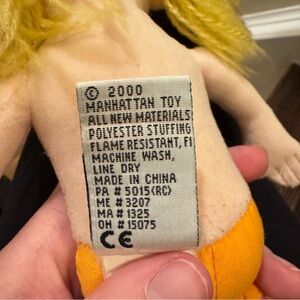 © 2000
MANHATTAN TOY
ALL NEW MATERIALS
POLYESTER STUFFING
FLAME RESISTANT, FI
MACHINE WASH,
LINE DRY
MADE IN CHINA
PA # 5015(RC)
ME # 3207
MA # 1325
OH # 15075
CE